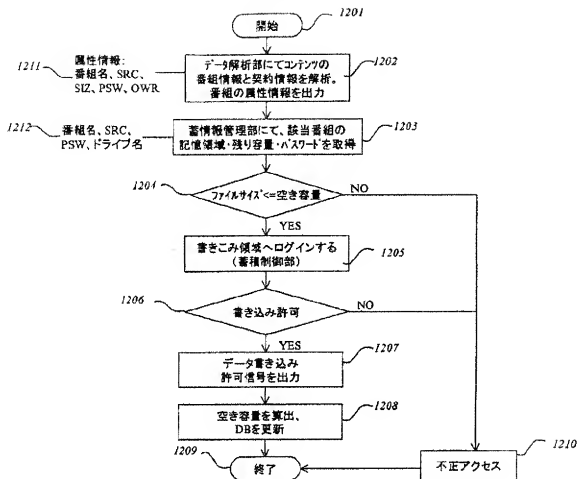 開始
1201
属性情報:
番組名、SRC、
SIZ、PSW、OWR
1211
データ解析部にてコンテンツの
番組情報と契約情報を解析。
番組の属性情報を出力
1202
1212
番組名、SRC、
PSW、ドライブ名
蓄情報管理部にて、該当番組の
記憶領域・残り容量・パスワードを取得
1203
1204
ファイルサイズ<=空き容量
NO
YES
書きこみ領域へログインする
(蓄積制御部)
1205
1206
書き込み許可
NO
YES
データ書き込み
許可信号を出力
1207
空き容量を算出、
DBを更新
1208
1209
終了
不正アクセス
1210